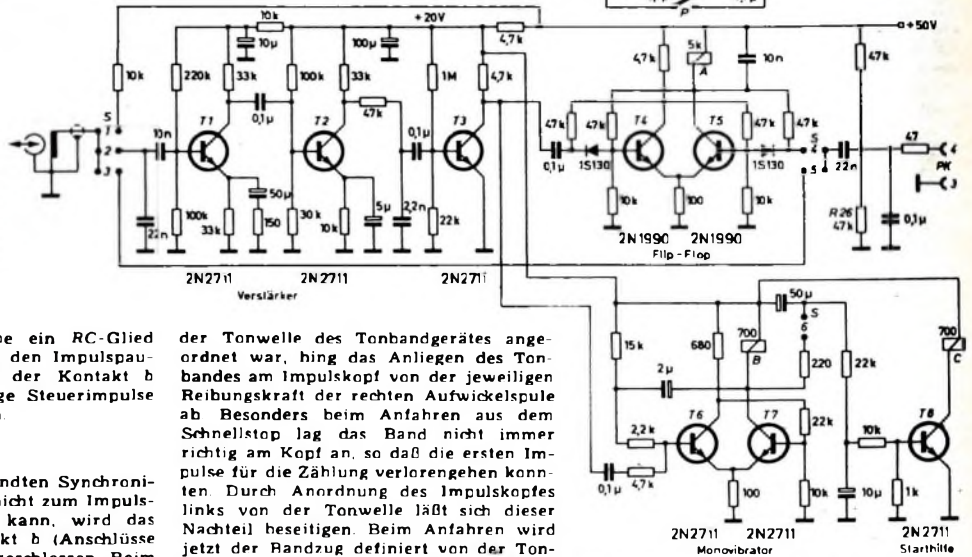 10k
+20V
P
+50V
10k
220k
10µ
33k
100k
100µ
33k
1M
4,7k
4,7k
4,7k
5k
A
10n
47k
S
1
2
3
10n
T1
0,1µ
T2
47k
0,1µ
T3
0,1µ
47k
47k
1S130
T4
T5
47k
47k
1S130
S
4
5
22n
47
4
PK
3
22n
100k
33k
50µ
150
30k
10k
5µ
2,2n
22k
10k
100
10k
R26
47k
0,1µ
2N2711
2N2711
2N2711
Verstärker
2N1990
2N1990
Flip-Flop
15k
680
700
B
50µ
S
6
220
22k
700
C
2µ
2,2k
T6
T7
22k
10k
T8
0,1µ
4,7k
100
10k
10µ
1k
2N2711
2N2711
Monovibrator
2N2711
Starthilfe
be ein RC-Glied
den Impulspau-
der Kontakt b
ge Steuerimpulse
ndten Synchroni-
nicht zum Impuls-
kann, wird das
kt b (Anschlüsse
der Tonwelle des Tonbandgerätes ange-
ordnet war, hing das Anliegen des Ton-
bandes am Impulskopf von der jeweiligen
Reibungskraft der rechten Aufwickelspule
ab Besonders beim Anfahren aus dem
Schnellstop lag das Band nicht immer
richtig am Kopf an, so daß die ersten Im-
pulse für die Zählung verlorengehen konn-
ten. Durch Anordnung des Impulskopfes
links von der Tonwelle läßt sich dieser
Nachteil beseitigen. Beim Anfahren wird
jetzt der Bandzug definiert von der Ton-